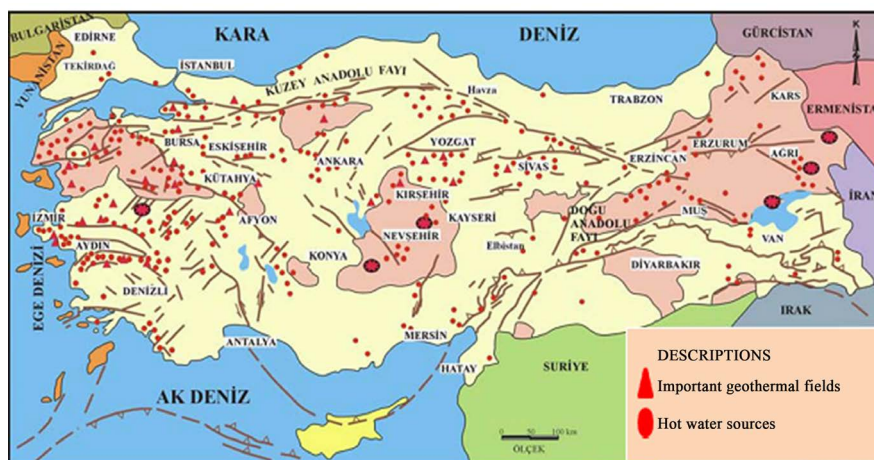 BULGARİSTAN
EDİRNE
TEKİRDAĞ
YUNANİSTAN
İSTANBUL
KARA
DENİZ
GÜRCİSTAN
K
KUZEY ANADOLU FAYI
Havza
TRABZON
KARS
ERMENİSTA
BURSA
ESKİŞEHİR
ANKARA
YOZGAT
SİVAS
ERZİNCAN
ERZURUM
AĞRI
İRAN
KÜTAHYA
KIRŞEHİR
KAYSERİ
NEVŞEHİR
AFYON
İZMİR
AYDIN
KONYA
Elbistan
DOĞU
ANADOLU
FAYI
MUŞ
VAN
DİYARBAKIR
EGE DENİZİ
DENİZLİ
ANTALYA
MERSİN
HATAY
SURİYE
IRAK
AK DENİZ
0 50 100 km
ÖLÇEK
DESCRIPTIONS
Important geothermal fields
Hot water sources